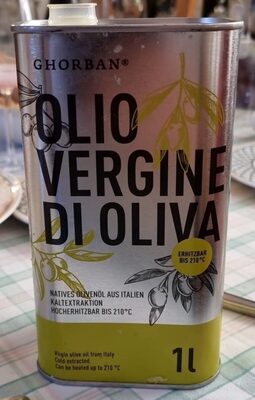 GHORBAN®
OLIO
VERGINE
DI OLIVA
ERHITZBAR
BIS 210°C
NATIVES OLIVENÖL AUS ITALIEN
KALTEXTRAKTION
HOCHERHITZBAR BIS 210°C
Virgin olive oil from Italy
Cold extracted
Can be heated up to 210 °C
1L